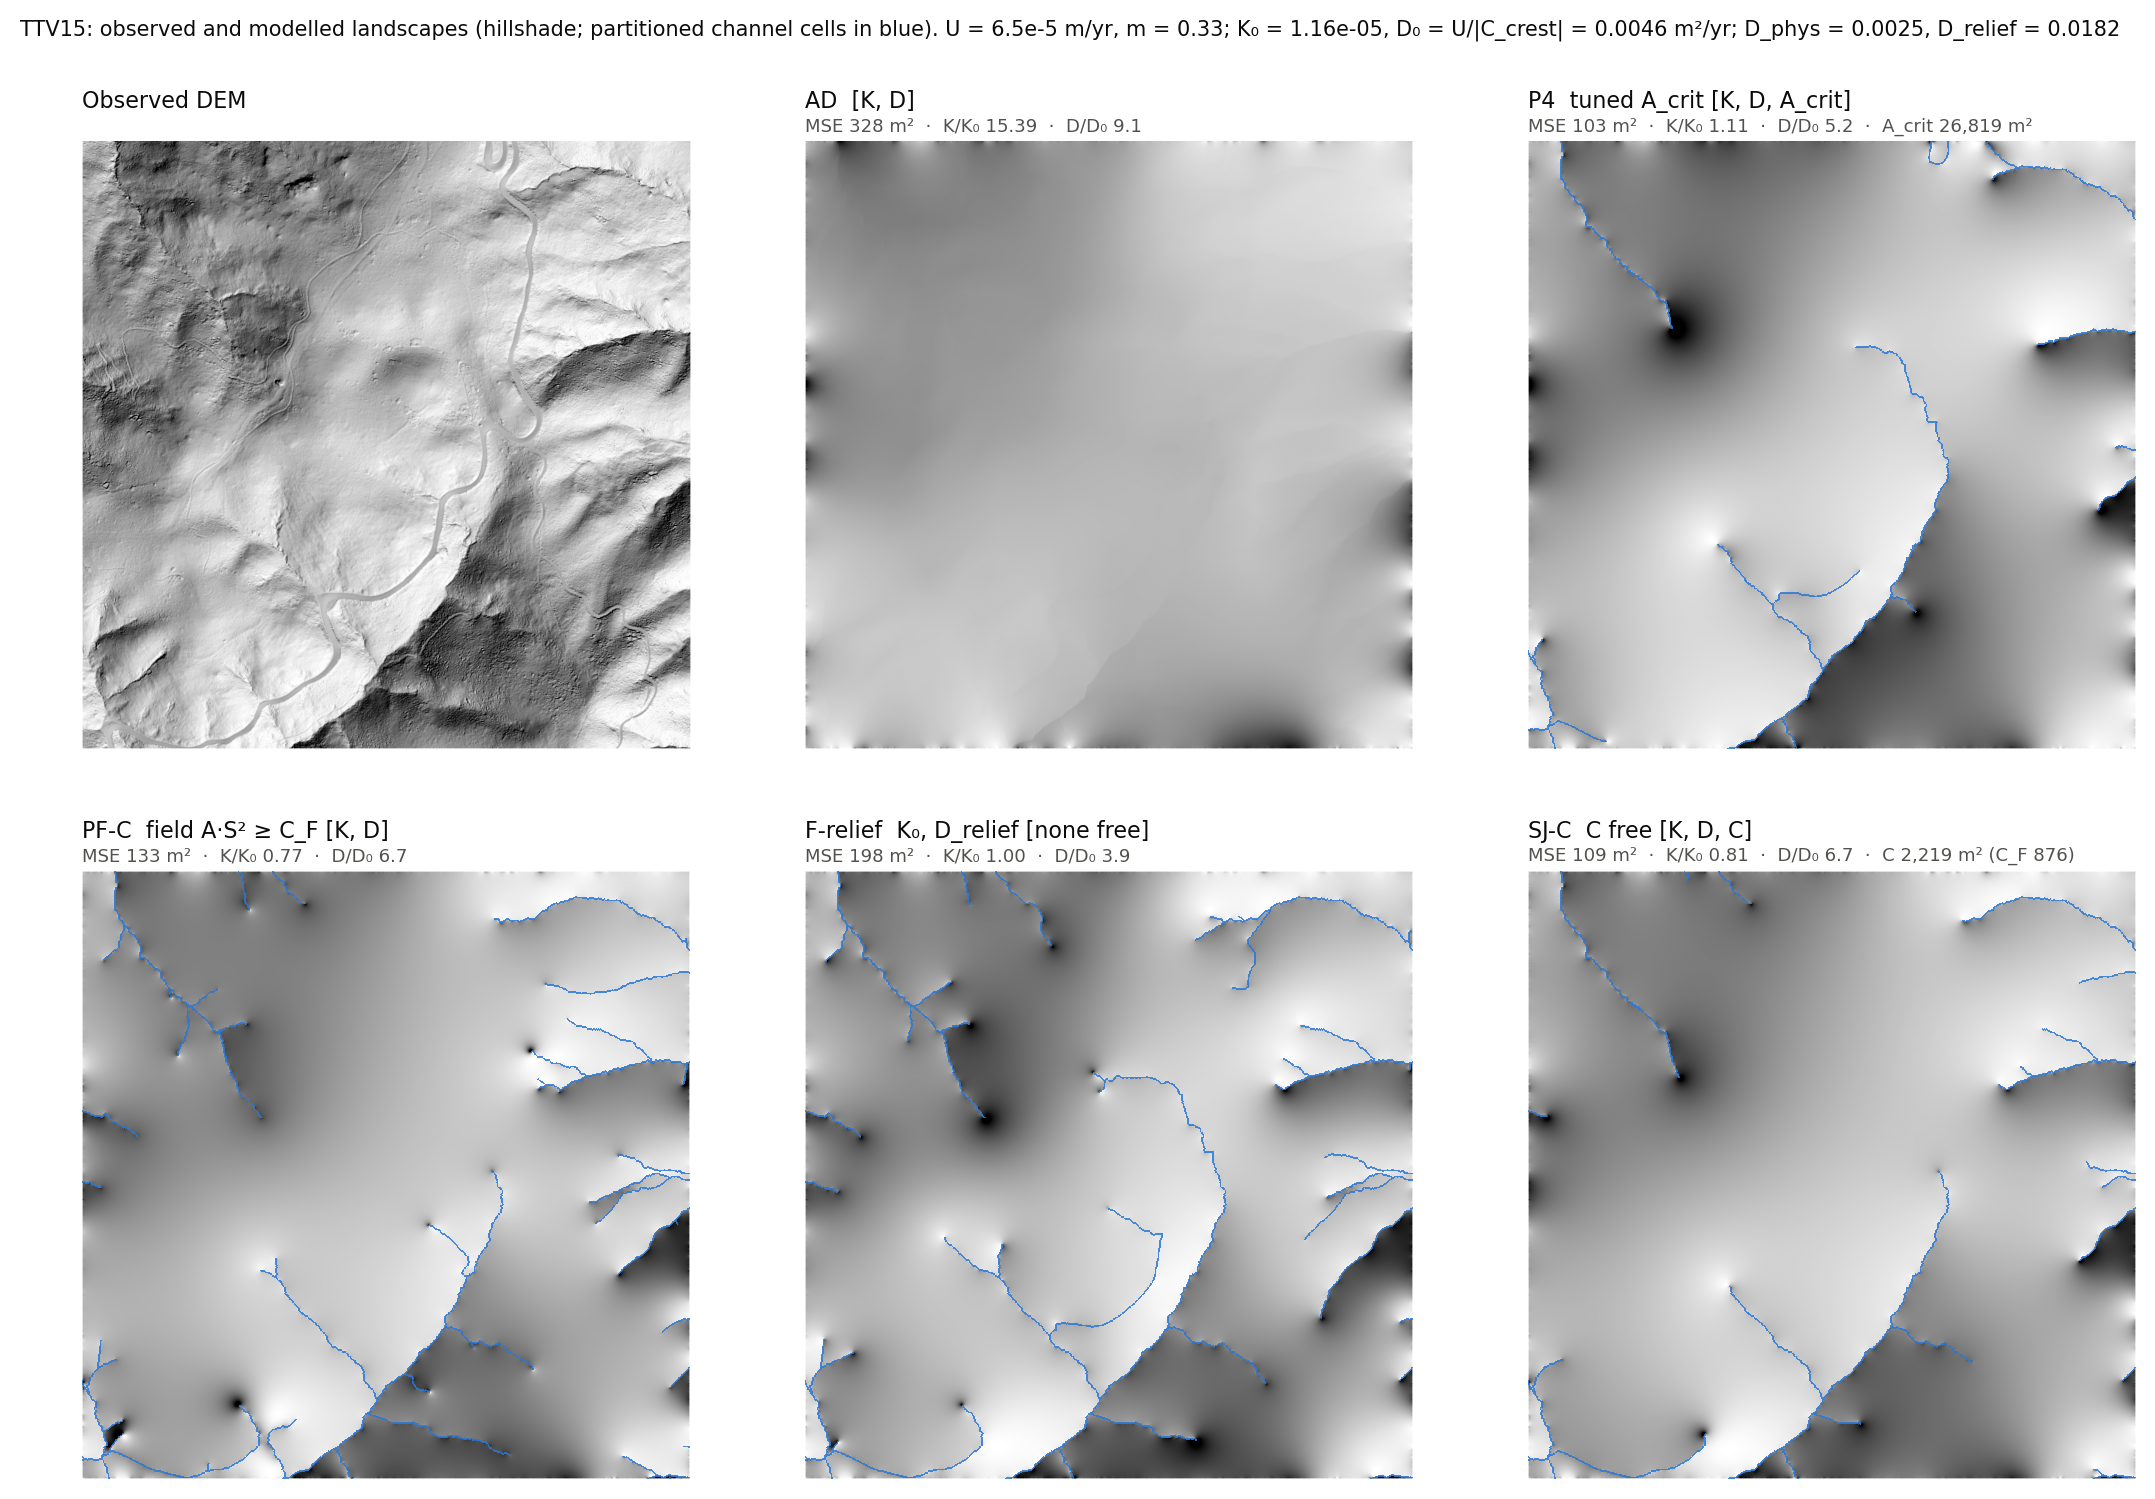 TTV15: observed and modelled landscapes (hillshade; partitioned channel cells in blue). U = 6.5e-5 m/yr, m = 0.33; K₀ = 1.16e-05, D₀ = U/|C_crest| = 0.0046 m²/yr; D_phys = 0.0025, D_relief = 0.0182
Observed DEM
AD [K, D]
MSE 328 m² · K/K₀ 15.39 · D/D₀ 9.1
P4 tuned A_crit [K, D, A_crit]
MSE 103 m² · K/K₀ 1.11 · D/D₀ 5.2 · A_crit 26,819 m²
PF-C field A·S² ≥ C_F [K, D]
MSE 133 m² · K/K₀ 0.77 · D/D₀ 6.7
F-relief K₀, D_relief [none free]
MSE 198 m² · K/K₀ 1.00 · D/D₀ 3.9
SJ-C C free [K, D, C]
MSE 109 m² · K/K₀ 0.81 · D/D₀ 6.7 · C 2,219 m² (C_F 876)